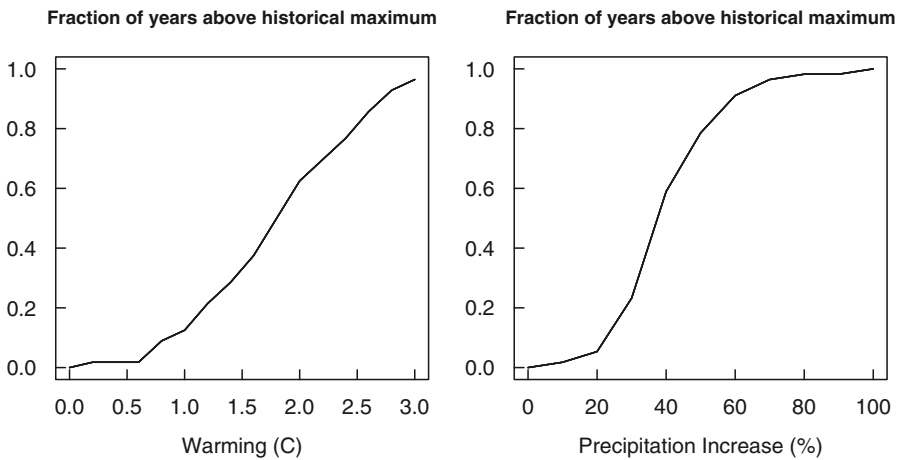 Fraction of years above historical maximum
1.0
0.8
0.6
0.4
0.2
0.0
0.0 0.5 1.0 1.5 2.0 2.5 3.0
Warming (C)
Fraction of years above historical maximum
1.0
0.8
0.6
0.4
0.2
0.0
0 20 40 60 80 100
Precipitation Increase (%)